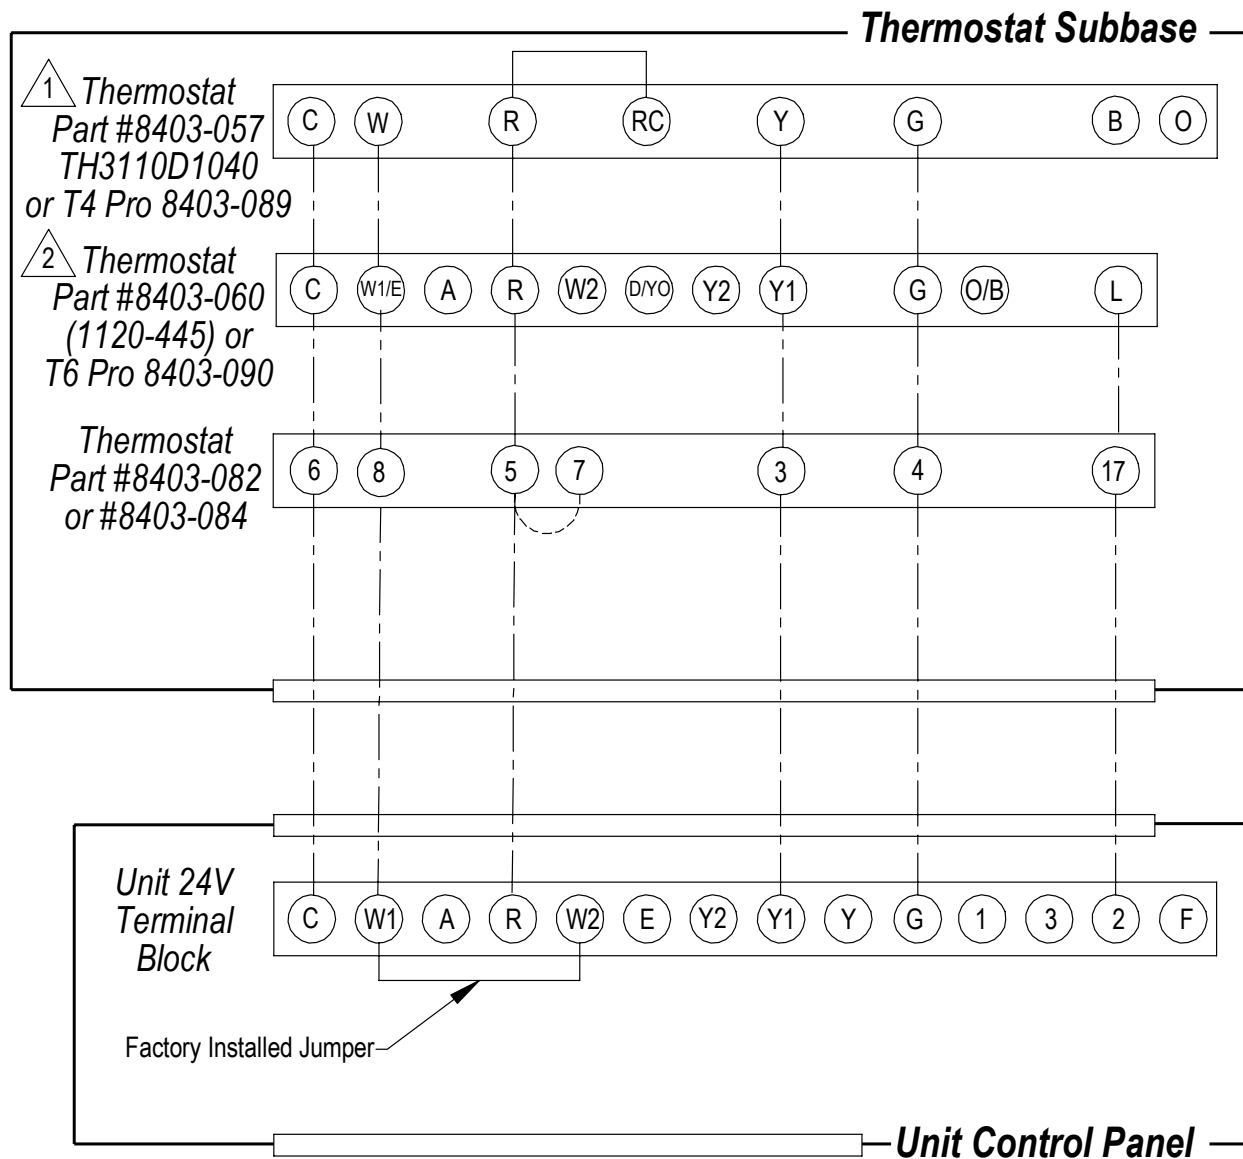 Thermostat Subbase
1 Thermostat
Part #8403-057
TH3110D1040
or T4 Pro 8403-089
C W R RC Y G B O
2 Thermostat
Part #8403-060
(1120-445) or
T6 Pro 8403-090
C W1/E A R W2 D/YO Y2 Y1 G O/B L
Thermostat
Part #8403-082
or #8403-084
6 8 5 7 3 4 17
Unit 24V
Terminal
Block
C W1 A R W2 E Y2 Y1 Y G 1 3 2 F
Factory Installed Jumper
Unit Control Panel